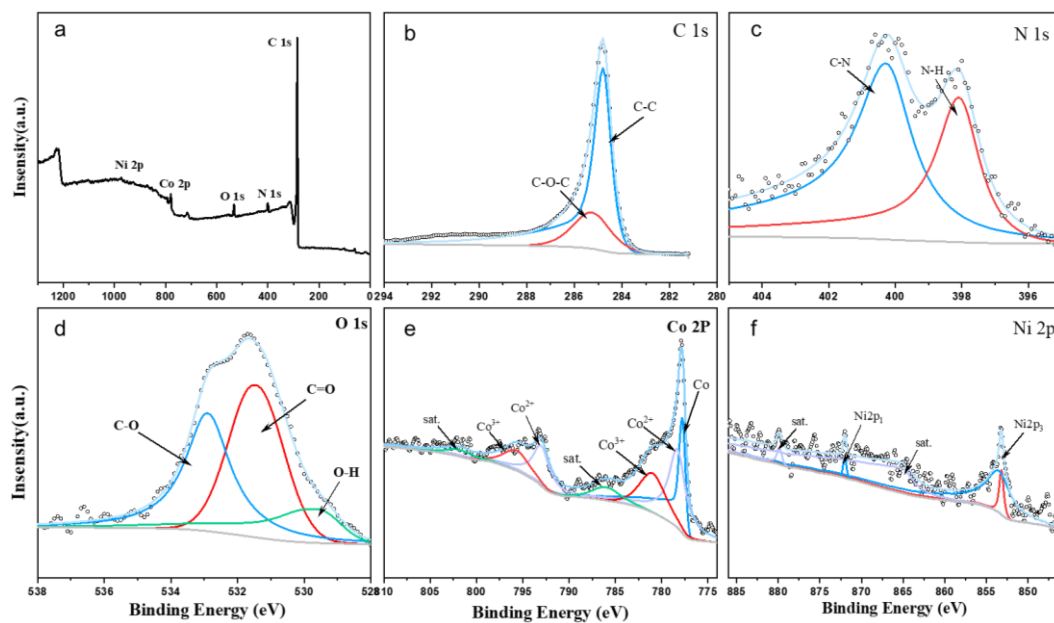 a
C 1s
Ni 2p
Co 2p
O 1s
N 1s
1200 1000 800 600 400 200 0
Insensity(a.u.)
b
C 1s
C-C
C-O-C
294 292 290 288 286 284 282 280
c
N 1s
C-N
N-H
404 402 400 398 396
d
O 1s
C=O
C-O
O-H
538 536 534 532 530 528
Binding Energy (eV)
Insensity(a.u.)
e
Co 2P
Co
Co2+
Co2+
sat.
Co3+
Co3+
sat.
810 805 800 795 790 785 780 775
Binding Energy (eV)
f
Ni 2p
Ni2p1
Ni2p3
sat.
sat.
885 880 875 870 865 860 855 850
Binding Energy (eV)